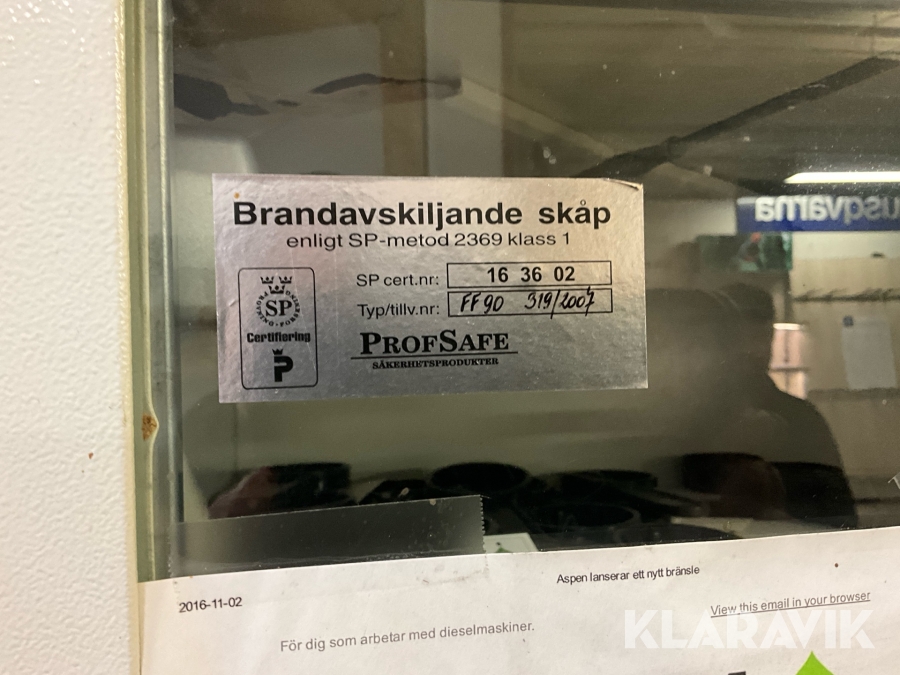 Brandavskiljande skåp
enligt SP-metod 2369 klass 1
SP cert.nr: 16 36 02
Typ/tillv.nr: FF90 319/2007
SP
Certifiering
P
PROFSAFE
SÄKERHETSPRODUKTER
usqvarna
Aspen lanserar ett nytt bränsle
2016-11-02
View this email in your browser
För dig som arbetar med dieselmaskiner.
KLARAVIK